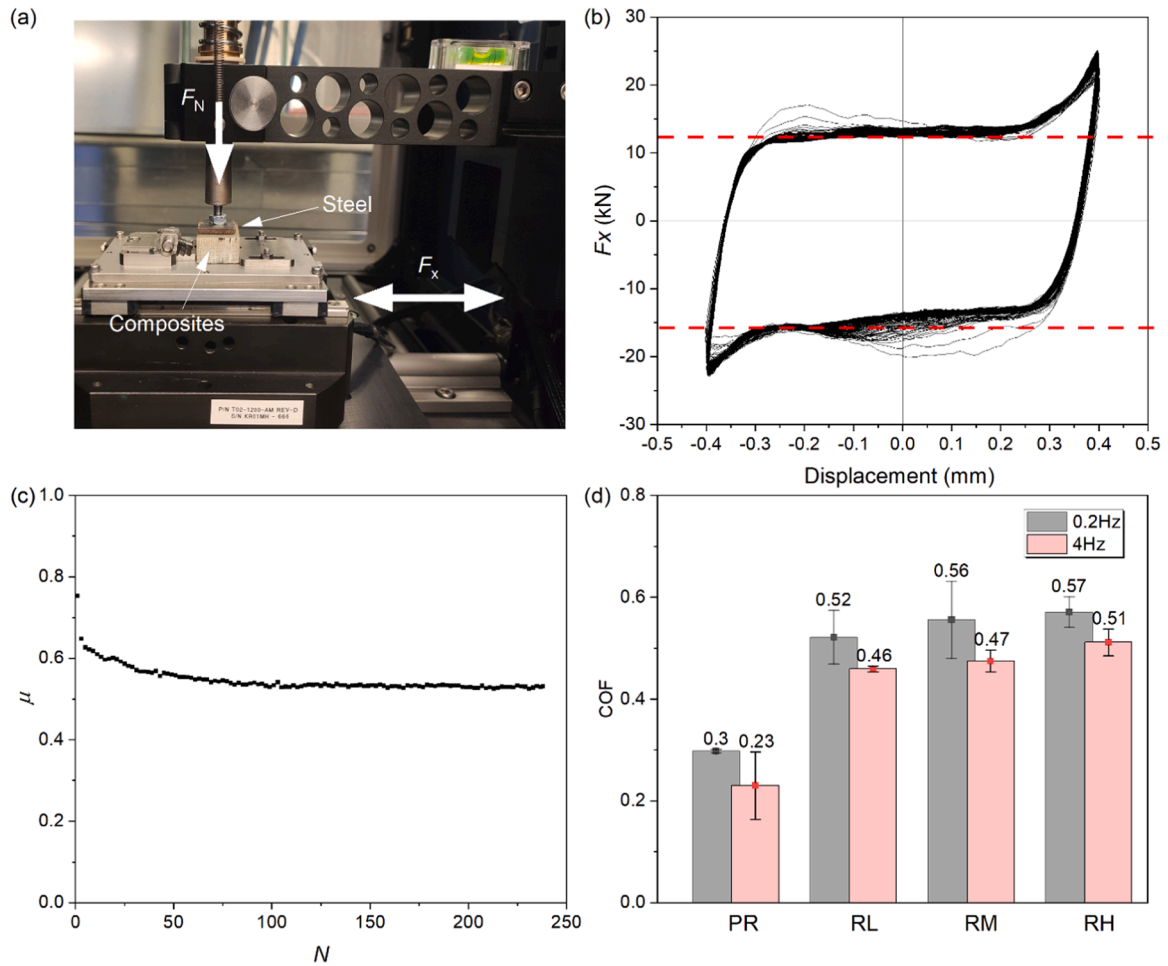 (a)
F_N
Steel
F_x
Composites
P/N T02-1200-AM REV-D
S/N KR01MH - 664
(b)
Fx (kN)
30
20
10
0
-10
-20
-30
-0.5 -0.4 -0.3 -0.2 -0.1 0.0 0.1 0.2 0.3 0.4 0.5
Displacement (mm)
(c)
μ
1.0
0.8
0.6
0.4
0.2
0.0
0 50 100 150 200 250
N
(d)
COF
0.8
0.6
0.4
0.2
0.0
0.2Hz
4Hz
0.3 0.23
0.52 0.46
0.56 0.47
0.57 0.51
PR RL RM RH